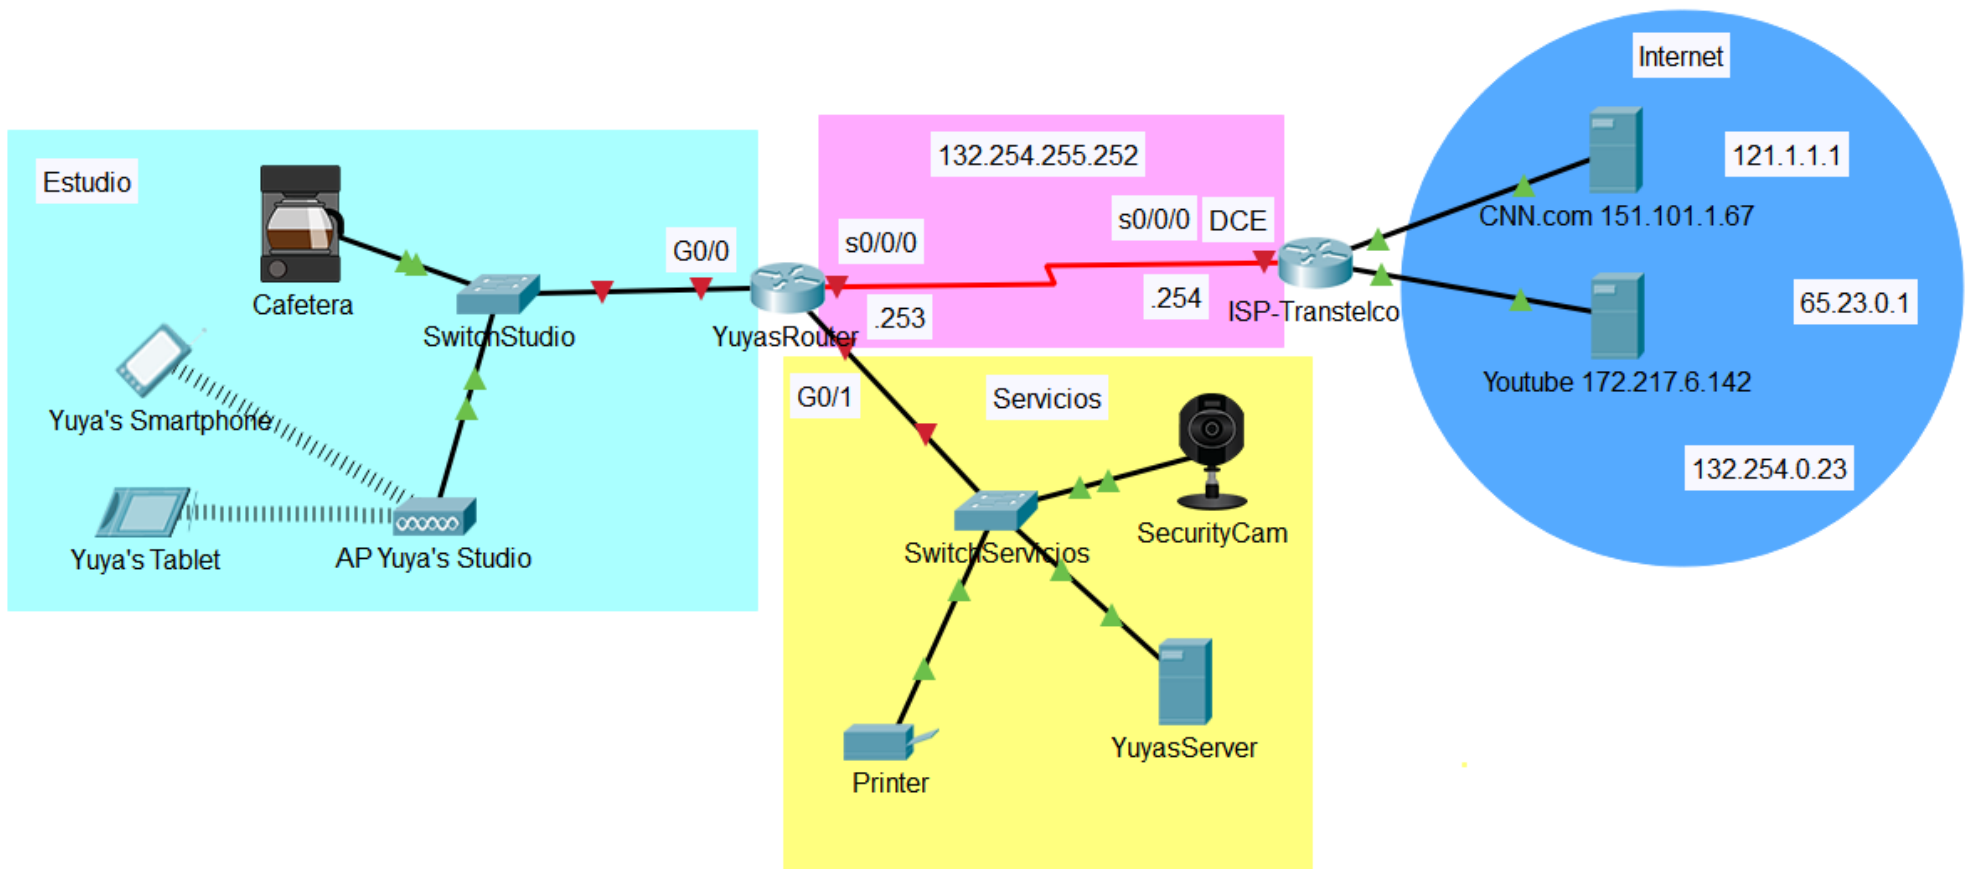 Internet
132.254.255.252
121.1.1.1
Estudio
s0/0/0
DCE
CNN.com 151.101.1.67
G0/0
s0/0/0
Cafetera
.254
65.23.0.1
ISP-Transtelco
.253
SwitchStudio
YuyasRouter
Youtube 172.217.6.142
G0/1
Servicios
Yuya's Smartphone
132.254.0.23
SecurityCam
SwitchServicios
Yuya's Tablet
AP Yuya's Studio
YuyasServer
Printer